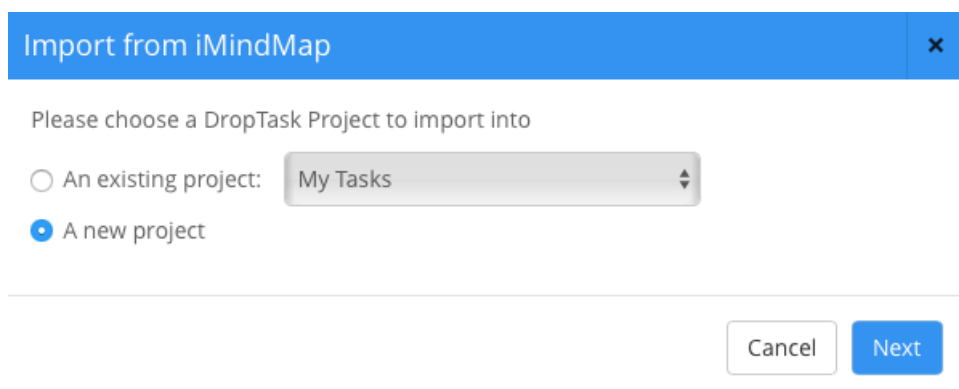 Import from iMindMap
Please choose a DropTask Project to import into
An existing project: My Tasks
A new project
Cancel Next